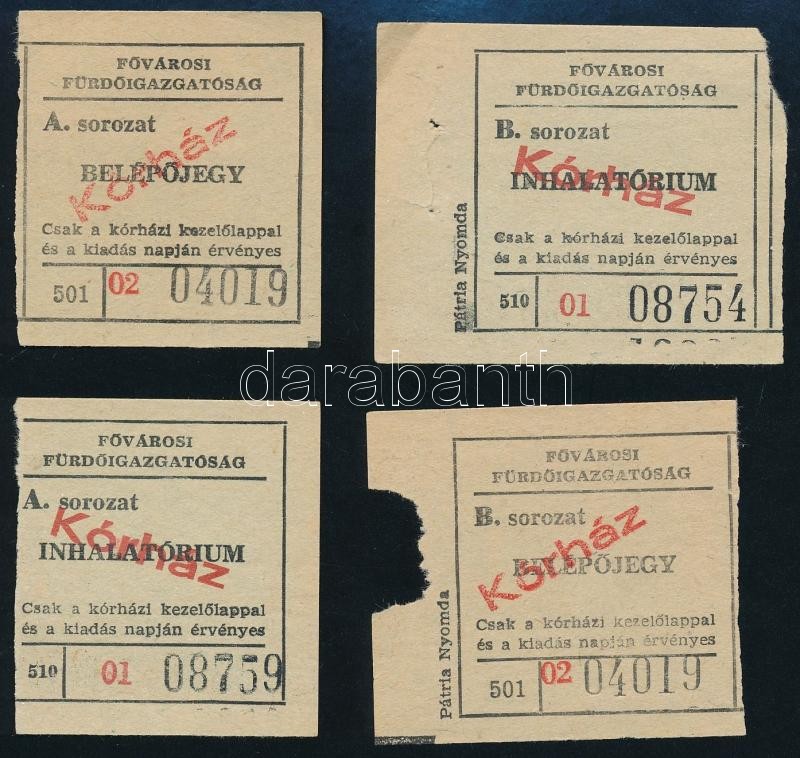 FŐVÁROSI
FÜRDŐIGAZGATÓSÁG
A. sorozat
Kórház
BELÉPŐJEGY
Csak a kórházi kezelőlappal
és a kiadás napján érvényes
501 02 04019
FŐVÁROSI
FÜRDŐIGAZGATÓSÁG
B. sorozat
Kórház
INHALATÓRIUM
Csak a kórházi kezelőlappal
és a kiadás napján érvényes
510 01 08754
Pátria Nyomda
darabanth
FŐVÁROSI
FÜRDŐIGAZGATÓSÁG
A. sorozat
Kórház
INHALATÓRIUM
Csak a kórházi kezelőlappal
és a kiadás napján érvényes
510 01 08759
FŐVÁROSI
FÜRDŐIGAZGATÓSÁG
B. sorozat
Kórház
BELÉPŐJEGY
Csak a kórházi kezelőlappal
és a kiadás napján érvényes
501 02 04019
Pátria Nyomda